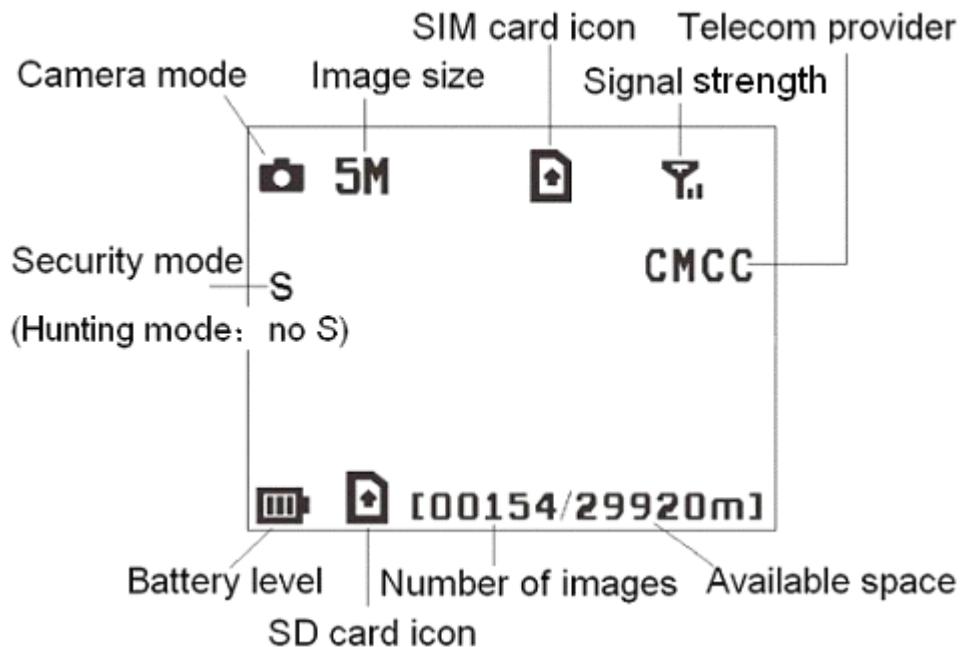 SIM card icon Telecom provider
Camera mode Image size Signal strength
5M
CMCC
Security mode
S
(Hunting mode： no S)
[00154/29920m]
Battery level Number of images Available space
SD card icon